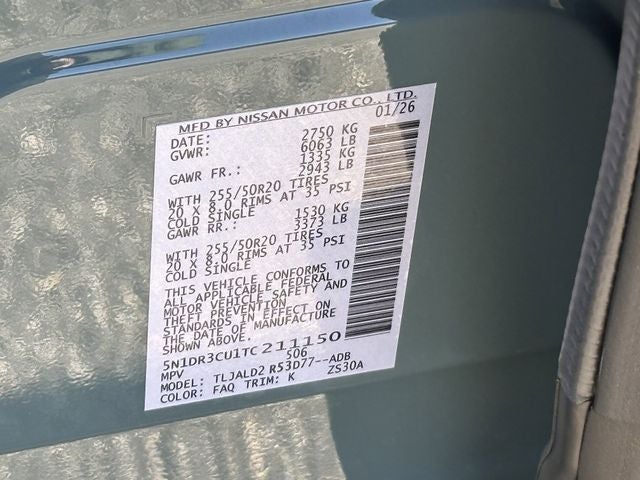 MFD BY NISSAN MOTOR CO., LTD.
DATE: 01/26
GVWR: 2750 KG
6063 LB
GAWR FR.: 1335 KG
2943 LB
WITH 255/50R20 TIRES
20 X 8.0 RIMS AT 35 PSI
COLD SINGLE
GAWR RR.: 1530 KG
3373 LB
WITH 255/50R20 TIRES
20 X 8.0 RIMS AT 35 PSI
COLD SINGLE
THIS VEHICLE CONFORMS TO
ALL APPLICABLE FEDERAL
MOTOR VEHICLE SAFETY AND
THEFT PREVENTION
STANDARDS IN EFFECT ON
THE DATE OF MANUFACTURE
SHOWN ABOVE.
5N1DR3CU1TC211150
MPV 506
MODEL: TLJALD2 R53D77--ADB
COLOR: FAQ TRIM: K ZS30A